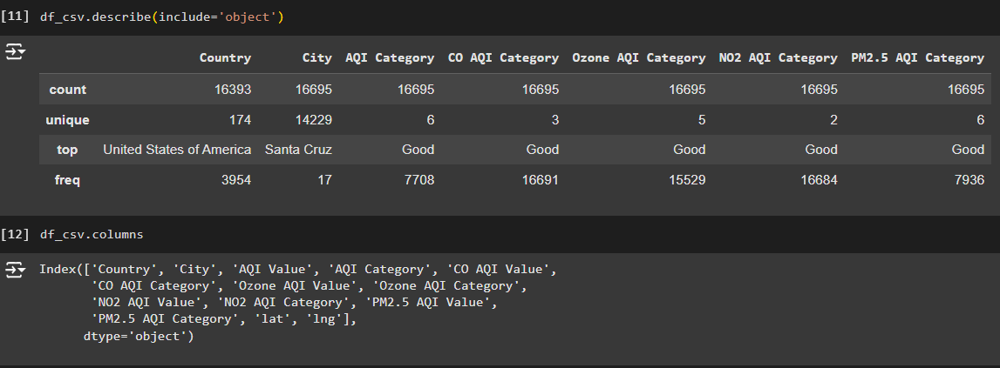 [11] df_csv.describe(include='object')
Country City AQI Category CO AQI Category Ozone AQI Category NO2 AQI Category PM2.5 AQI Category
count 16393 16695 16695 16695 16695 16695 16695
unique 174 14229 6 3 5 2 6
top United States of America Santa Cruz Good Good Good Good Good
freq 3954 17 7708 16691 15529 16684 7936
[12] df_csv.columns
Index(['Country', 'City', 'AQI Value', 'AQI Category', 'CO AQI Value',
'CO AQI Category', 'Ozone AQI Value', 'Ozone AQI Category',
'NO2 AQI Value', 'NO2 AQI Category', 'PM2.5 AQI Value',
'PM2.5 AQI Category', 'lat', 'lng'],
dtype='object')